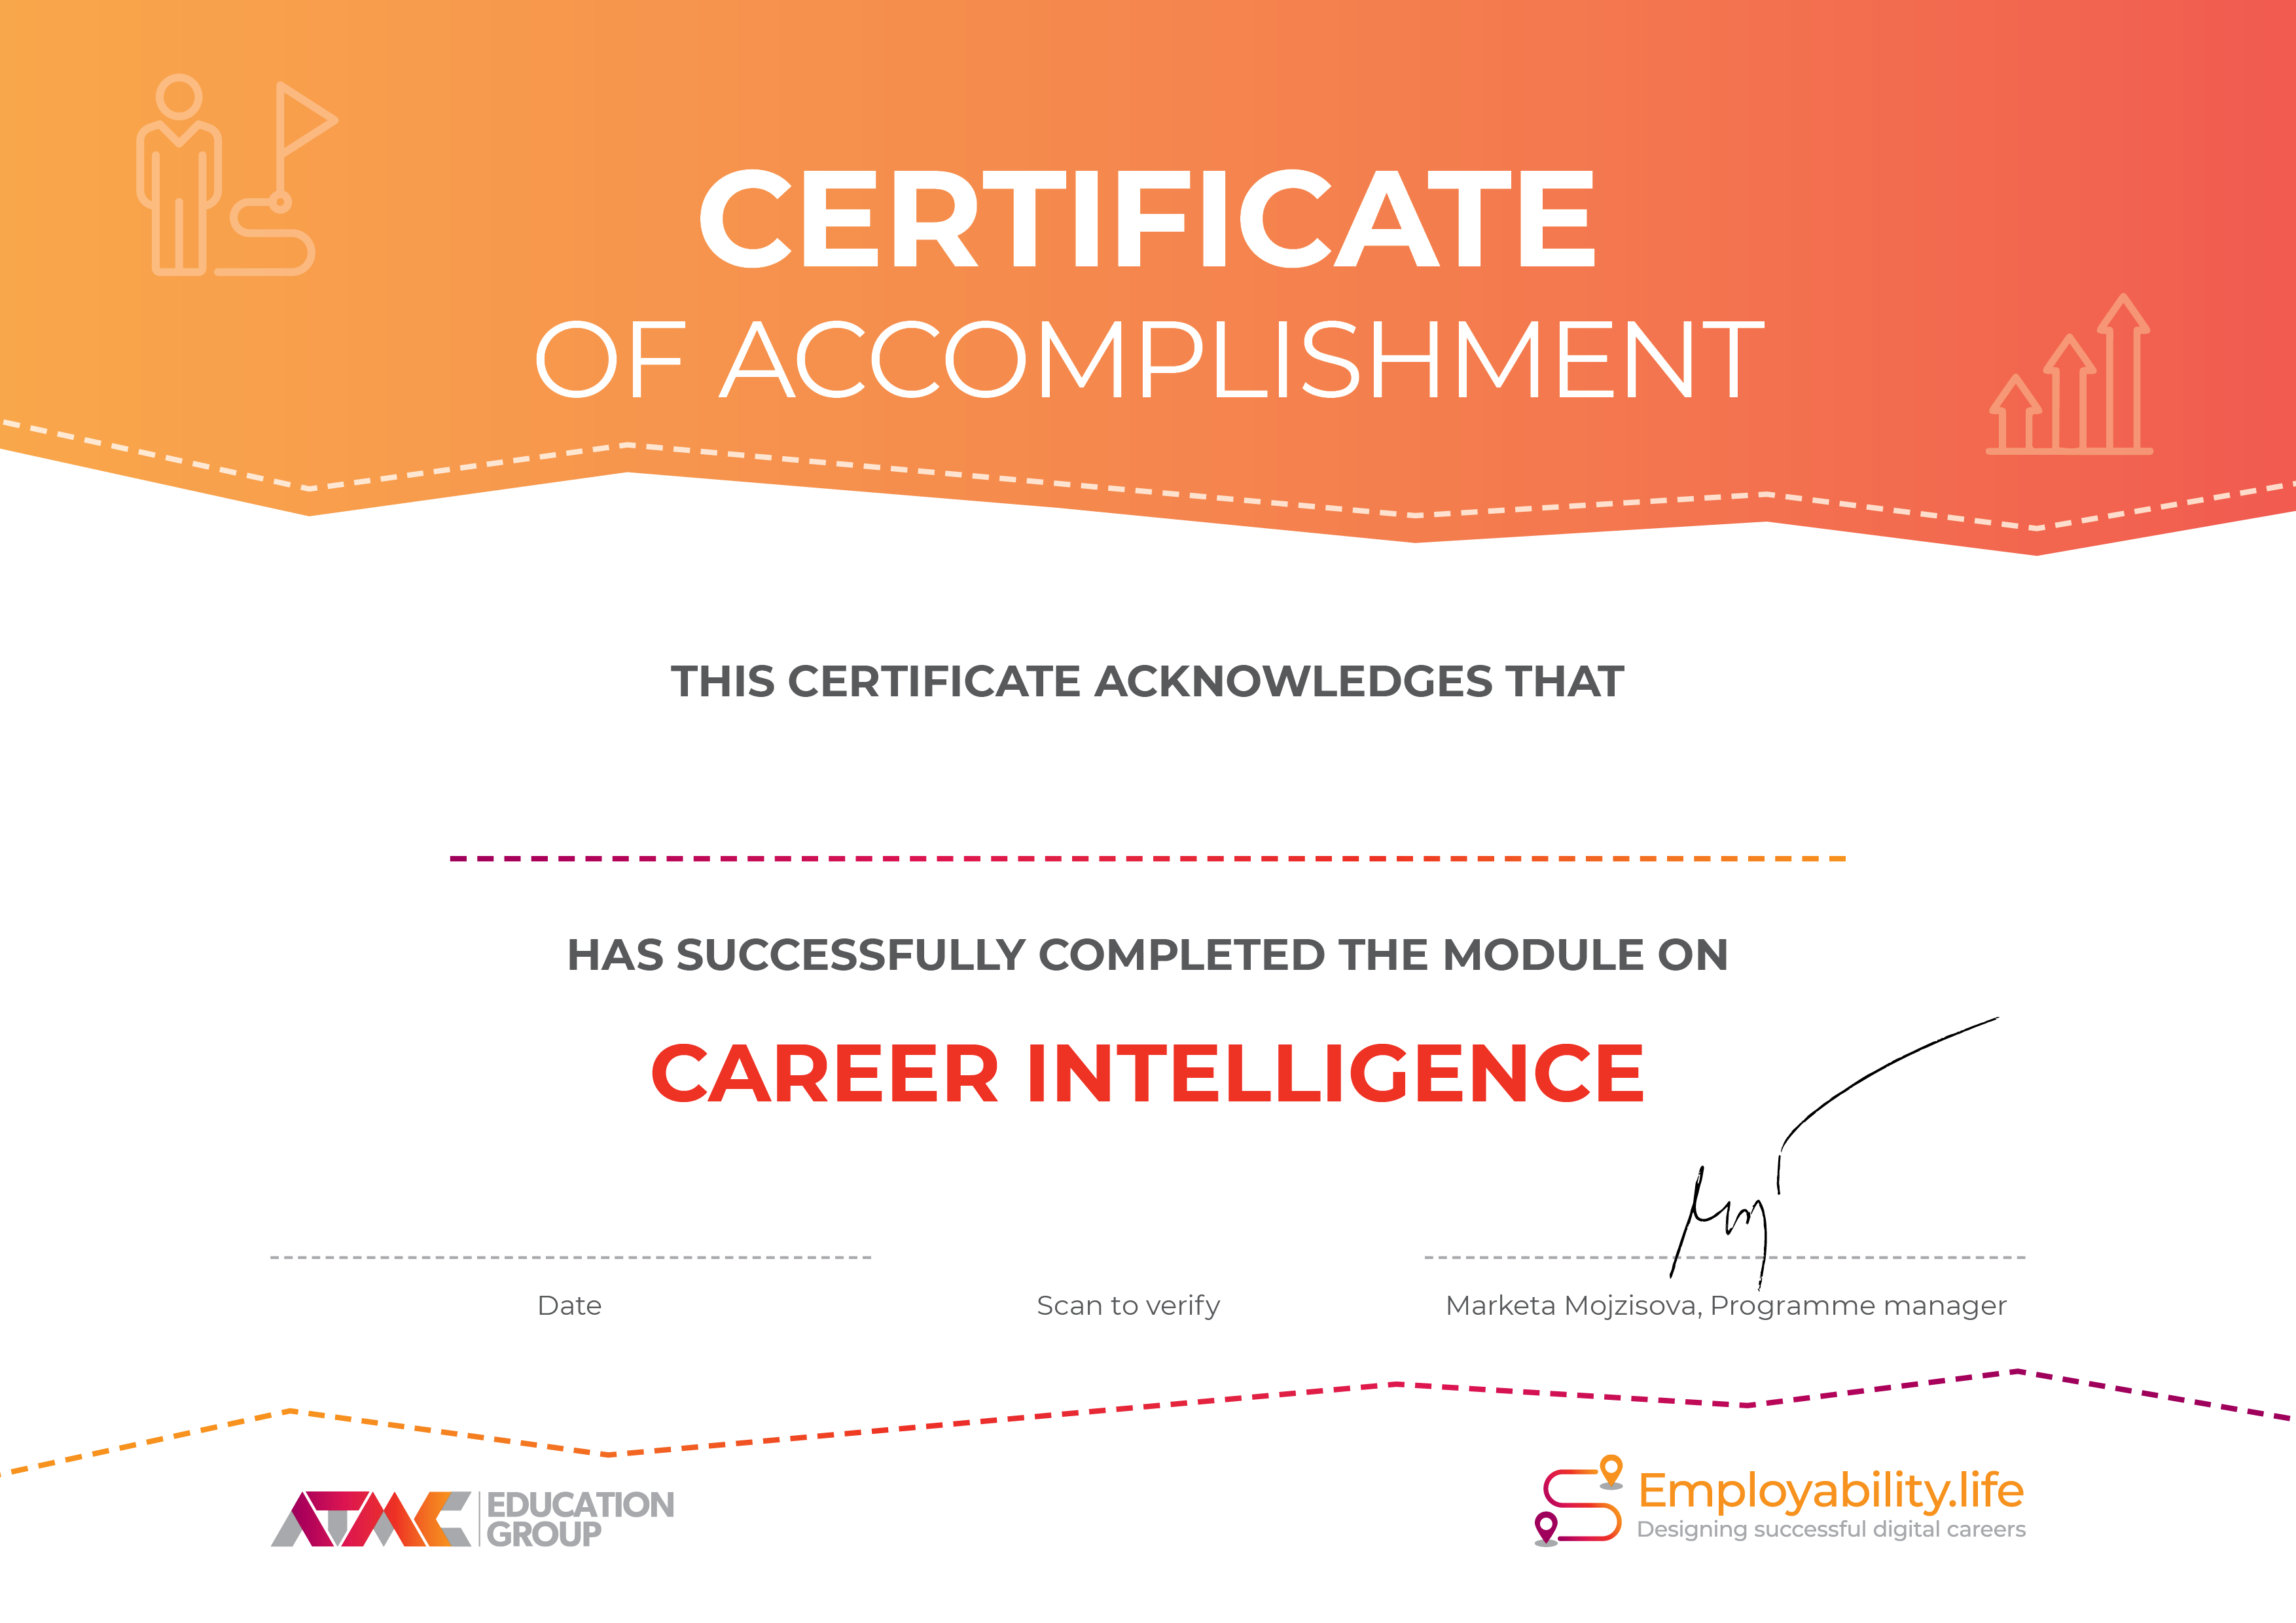 CERTIFICATE
OF ACCOMPLISHMENT
THIS CERTIFICATE ACKNOWLEDGES THAT
HAS SUCCESSFULLY COMPLETED THE MODULE ON
CAREER INTELLIGENCE
Date
Scan to verify
Marketa Mojzisova, Programme manager
ATMC
EDUCATION
GROUP
Employability.life
Designing successful digital careers